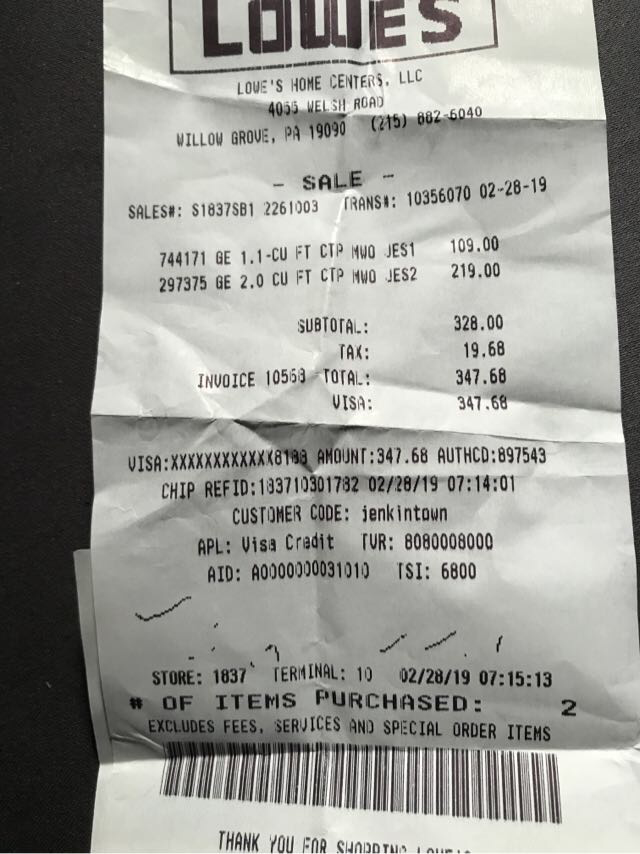 LOWE'S
LOWE'S HOME CENTERS, LLC
4055 WELSH ROAD
WILLOW GROVE, PA 19090 (215) 882-6040
- SALE -
SALES#: S1837SB1 2261003 TRANS#: 10356070 02-28-19
744171 GE 1.1-CU FT CTP MWO JES1 109.00
297375 GE 2.0 CU FT CTP MWO JES2 219.00
SUBTOTAL: 328.00
TAX: 19.68
INVOICE 10568 TOTAL: 347.68
VISA: 347.68
VISA:XXXXXXXXXXXX8188 AMOUNT:347.68 AUTHCD:897543
CHIP REFID:183710301782 02/28/19 07:14:01
CUSTOMER CODE: jenkintown
APL: Visa Credit TVR: 8080008000
AID: A0000000031010 TSI: 6800
STORE: 1837 TERMINAL: 10 02/28/19 07:15:13
# OF ITEMS PURCHASED: 2
EXCLUDES FEES, SERVICES AND SPECIAL ORDER ITEMS
THANK YOU FOR SHOPPING LOWE'S